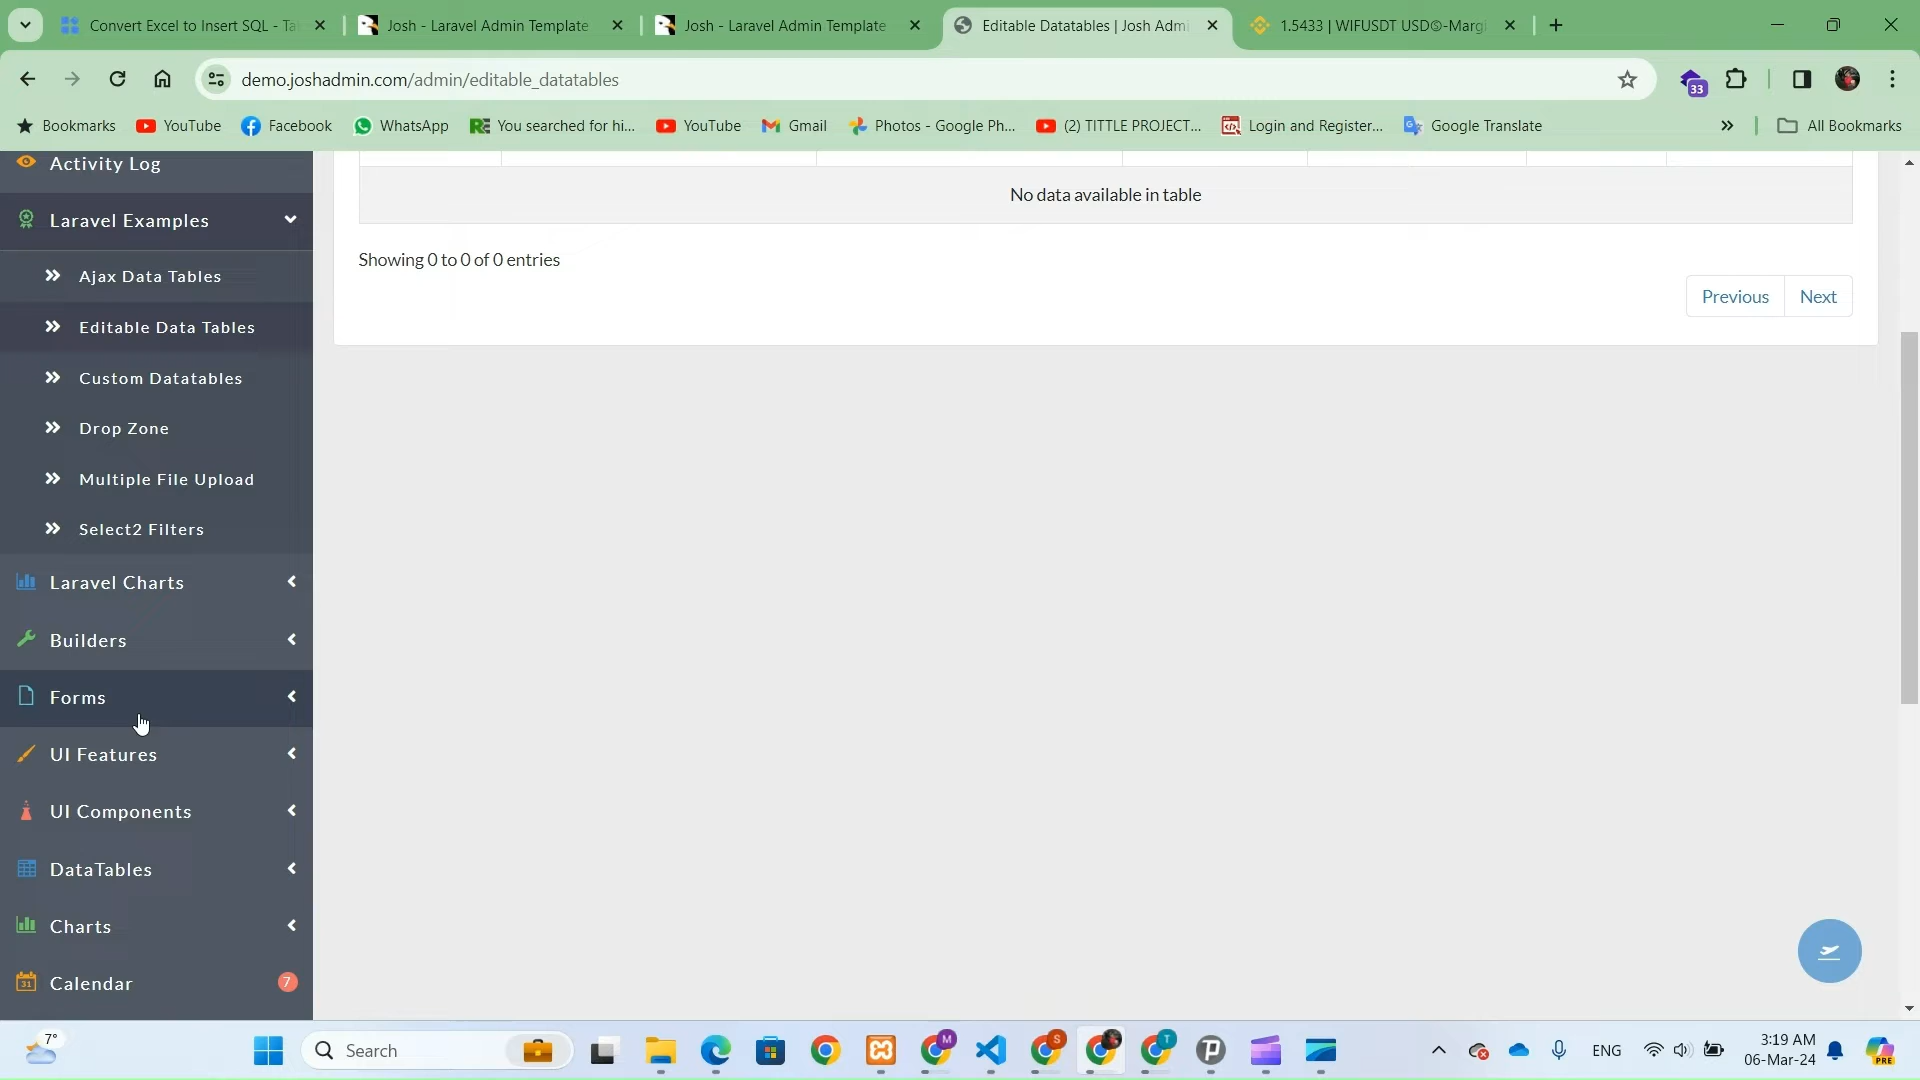 Convert Excel to Insert SQL - Ta
Josh - Laravel Admin Template
Josh - Laravel Admin Template
Editable Datatables | Josh Admi
1.5433 | WIFUSDT USD©-Margi
demo.joshadmin.com/admin/editable_datatables
33
Bookmarks
YouTube
Facebook
WhatsApp
You searched for hi...
YouTube
Gmail
Photos - Google Ph...
(2) TITTLE PROJECT...
Login and Register...
Google Translate
All Bookmarks
Activity Log
Laravel Examples
Ajax Data Tables
Editable Data Tables
Custom Datatables
Drop Zone
Multiple File Upload
Select2 Filters
Laravel Charts
Builders
Forms
UI Features
UI Components
DataTables
Charts
31 Calendar 7
No data available in table
Showing 0 to 0 of 0 entries
Previous Next
7°
Search
M
S
T
ENG
3:19 AM
06-Mar-24
PRE